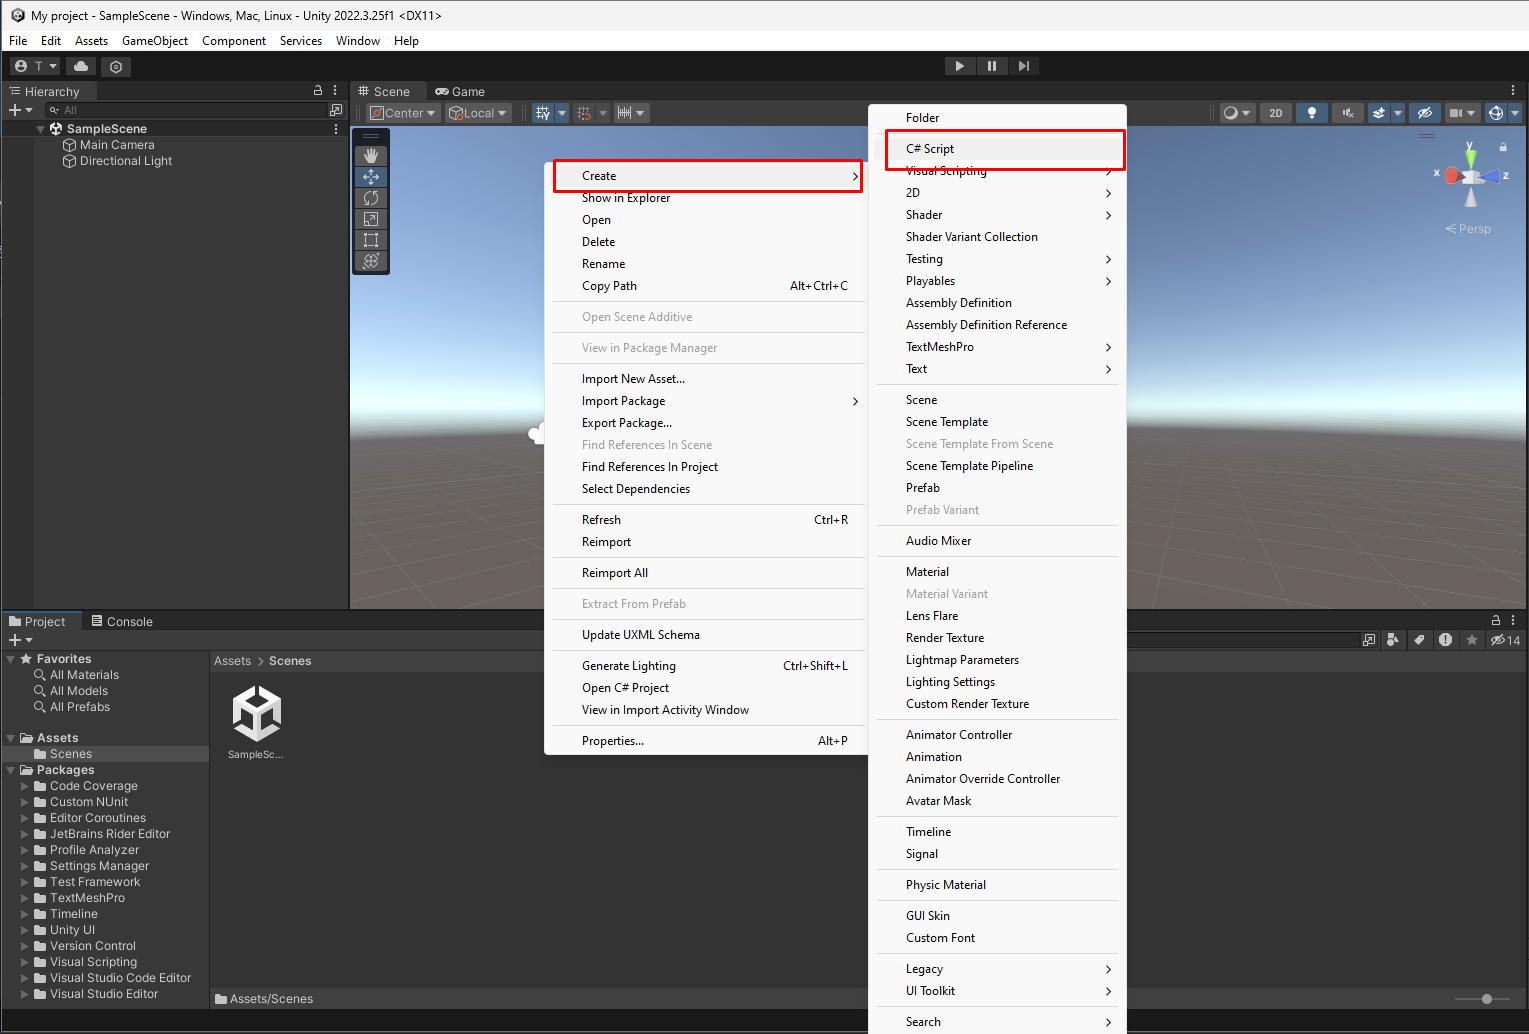 My project - SampleScene - Windows, Mac, Linux - Unity 2022.3.25f1 <DX11>
File Edit Assets GameObject Component Services Window Help
T
Hierarchy
All
SampleScene
Main Camera
Directional Light
Scene
Game
Center
Local
2D
y
x
z
Persp
Create
Show in Explorer
Open
Delete
Rename
Copy Path Alt+Ctrl+C
Open Scene Additive
View in Package Manager
Import New Asset...
Import Package
Export Package...
Find References In Scene
Find References In Project
Select Dependencies
Refresh Ctrl+R
Reimport
Reimport All
Extract From Prefab
Update UXML Schema
Generate Lighting Ctrl+Shift+L
Open C# Project
View in Import Activity Window
Properties... Alt+P
Folder
C# Script
Visual Scripting
2D
Shader
Shader Variant Collection
Testing
Playables
Assembly Definition
Assembly Definition Reference
TextMeshPro
Text
Scene
Scene Template
Scene Template From Scene
Scene Template Pipeline
Prefab
Prefab Variant
Audio Mixer
Material
Material Variant
Lens Flare
Render Texture
Lightmap Parameters
Lighting Settings
Custom Render Texture
Animator Controller
Animation
Animator Override Controller
Avatar Mask
Timeline
Signal
Physic Material
GUI Skin
Custom Font
Legacy
UI Toolkit
Search
Project
Console
14
Favorites
All Materials
All Models
All Prefabs
Assets
Scenes
Packages
Code Coverage
Custom NUnit
Editor Coroutines
JetBrains Rider Editor
Profile Analyzer
Settings Manager
Test Framework
TextMeshPro
Timeline
Unity UI
Version Control
Visual Scripting
Visual Studio Code Editor
Visual Studio Editor
Assets > Scenes
SampleSc...
Assets/Scenes